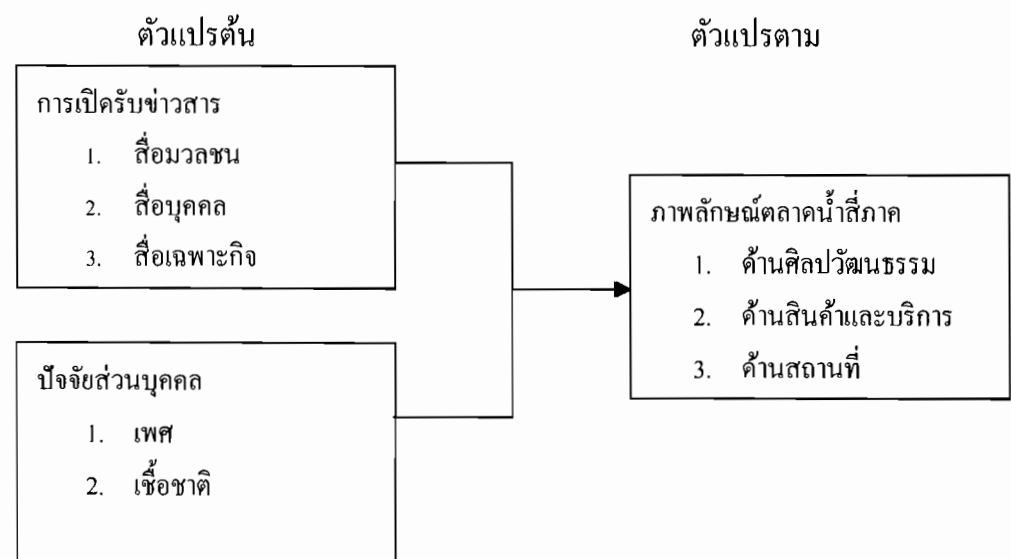 ตัวแปรต้น
การเปิดรับข่าวสาร
1. สื่อมวลชน
2. สื่อบุคคล
3. สื่อเฉพาะกิจ
ปัจจัยส่วนบุคคล
1. เพศ
2. เชื้อชาติ
ตัวแปรตาม
ภาพลักษณ์ตลาดน้ำสี่ภาค
1. ด้านศิลปวัฒนธรรม
2. ด้านสินค้าและบริการ
3. ด้านสถานที่